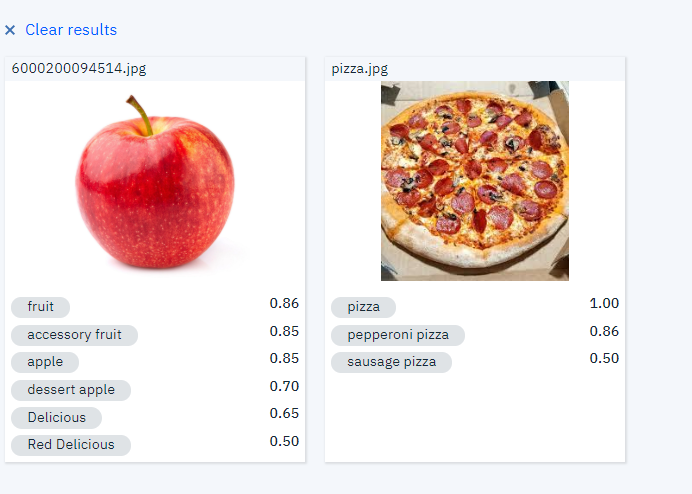 ✕ Clear results
6000200094514.jpg
fruit 0.86
accessory fruit 0.85
apple 0.85
dessert apple 0.70
Delicious 0.65
Red Delicious 0.50
pizza.jpg
pizza 1.00
pepperoni pizza 0.86
sausage pizza 0.50